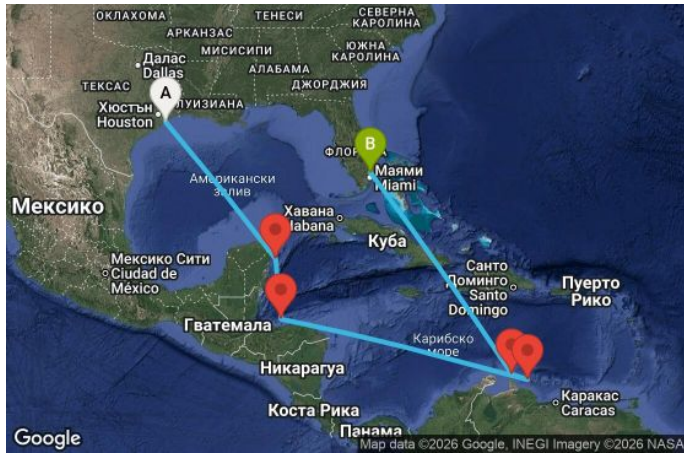 ОКЛАХОМА
ТЕНЕСИ
СЕВЕРНА
КАРОЛИНА
АРКАНЗАС
МИСИСИПИ
ЮЖНА
КАРОЛИНА
Далас
Dallas
АЛАБАМА
ДЖОРДЖИЯ
ТЕКСАС
A
ЛУИЗИАНА
Хюстън
Houston
B
ФЛО
А
Маями
Miami
Американски
залив
Мексико
Хавана
Habana
Куба
Мексико Сити
Ciudad de
México
Санто
Доминго
Santo
Domingo
Пуерто
Рико
Гватемала
Карибско
море
Никарагуа
Коста Рика
Каракас
Caracas
Панама
Google
Map data ©2026 Google, INEGI Imagery ©2026 NASA